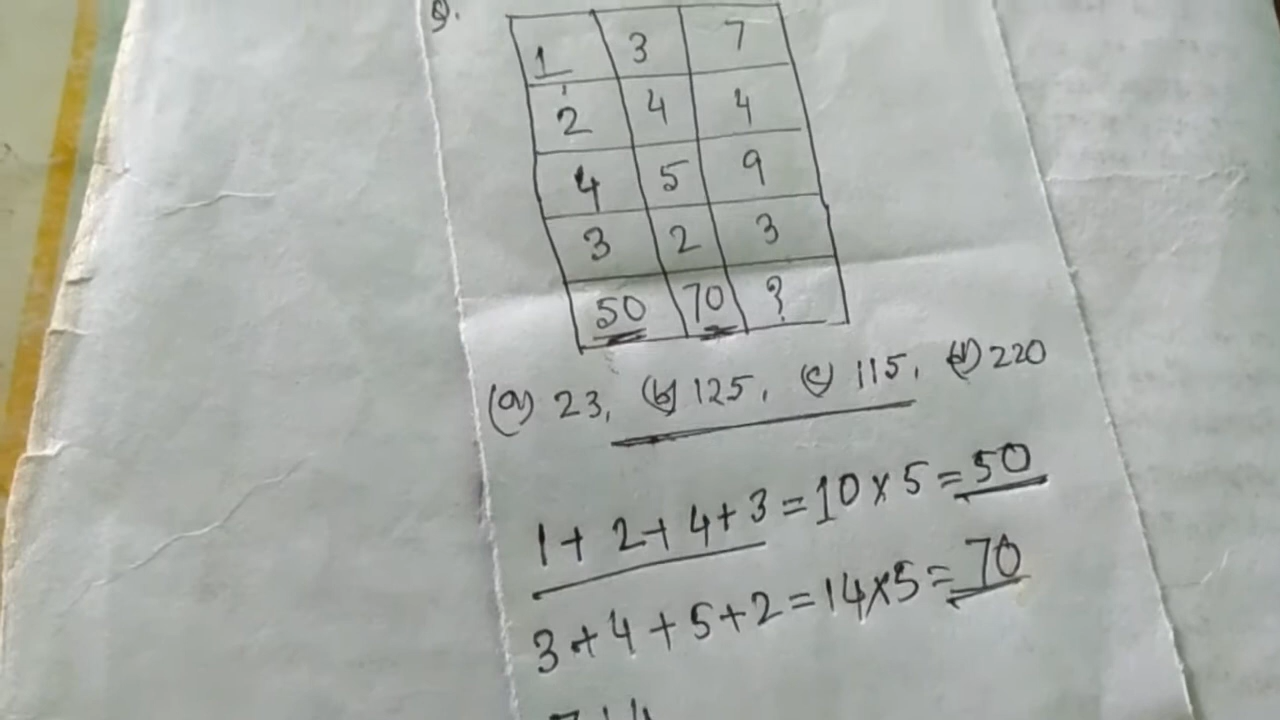 Q.
1 3 7
2 4 4
4 5 9
3 2 3
50 70 ?
(a) 23, (b) 125, (c) 115, (d) 220
1 + 2 + 4 + 3 = 10 x 5 = 50
3 + 4 + 5 + 2 = 14 x 5 = 70